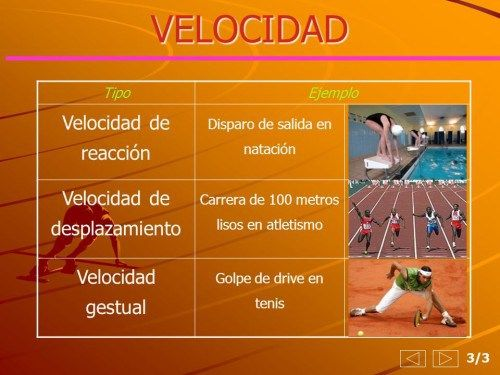 VELOCIDAD
Tipo
Ejemplo
Velocidad de
reacción
Disparo de salida en
natación
Velocidad de
desplazamiento
Carrera de 100 metros
lisos en atletismo
Velocidad
gestual
Golpe de drive en
tenis
3/3